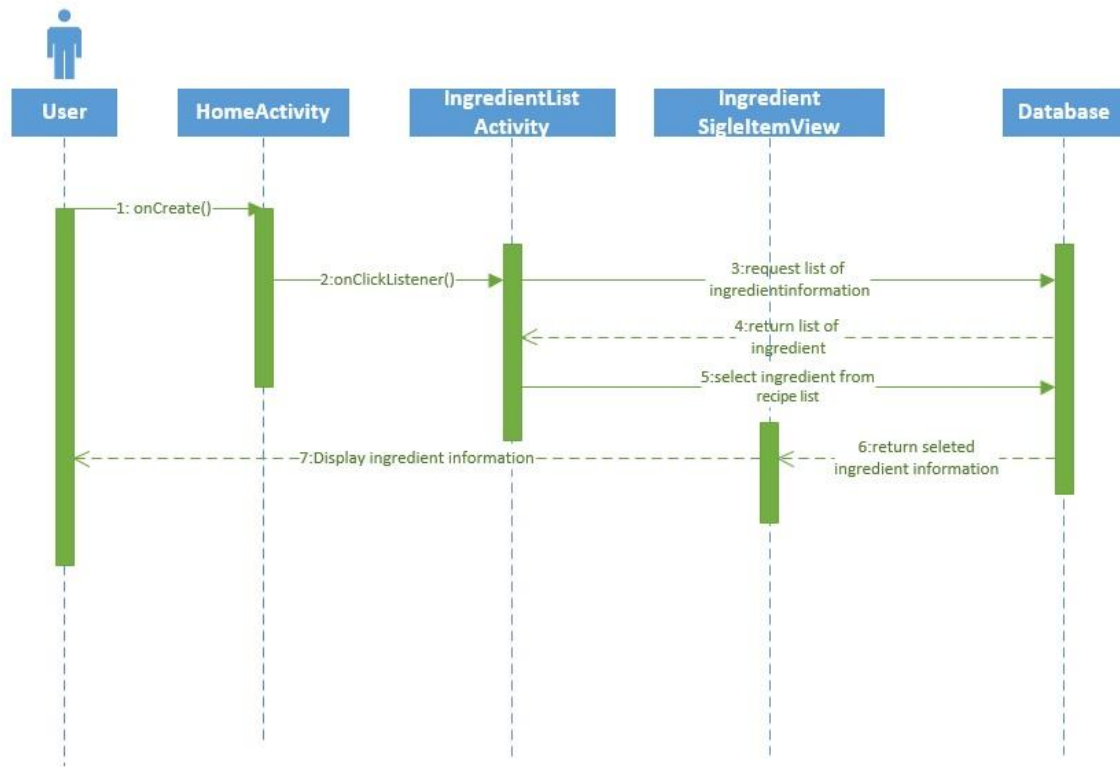 User
HomeActivity
IngredientList
Activity
Ingredient
SigleItemView
Database
1: onCreate()
2:onClickListener()
3:request list of
ingredientinformation
4:return list of
ingredient
5:select ingredient from
recipe list
6:return seleted
ingredient information
7:Display ingredient information